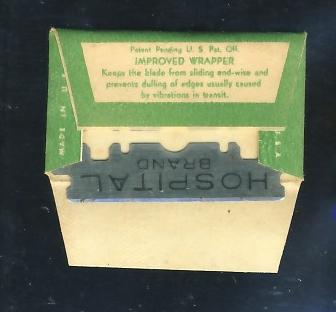 Patent Pending U. S. Pat. Off.
IMPROVED WRAPPER
Keeps the blade from sliding end-wise and
prevents dulling of edges usually caused
by vibrations in transit.
MADE IN U.
S.A.
HOSPITAL
BRAND